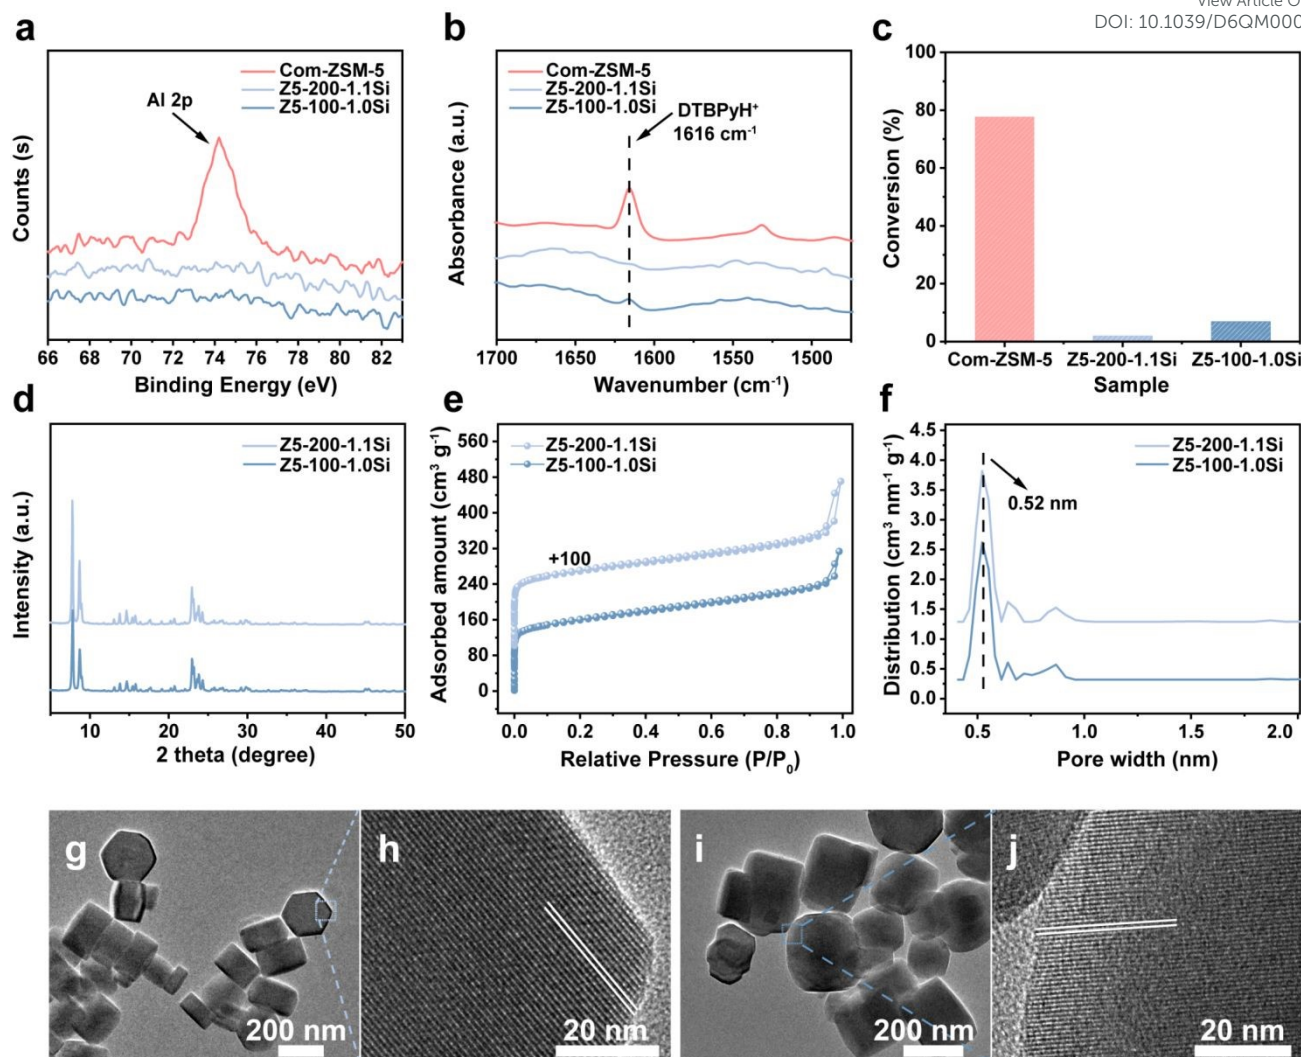 View Article O
DOI: 10.1039/D6QM000
a
Com-ZSM-5
Z5-200-1.1Si
Z5-100-1.0Si
Al 2p
Counts (s)
66 68 70 72 74 76 78 80 82
Binding Energy (eV)
b
Com-ZSM-5
Z5-200-1.1Si
Z5-100-1.0Si
DTBPyH⁺
1616 cm⁻¹
Absorbance (a.u.)
1700 1650 1600 1550 1500
Wavenumber (cm⁻¹)
c
100
80
60
40
20
0
Conversion (%)
Com-ZSM-5 Z5-200-1.1Si Z5-100-1.0Si
Sample
d
Z5-200-1.1Si
Z5-100-1.0Si
Intensity (a.u.)
10 20 30 40 50
2 theta (degree)
e
Z5-200-1.1Si
Z5-100-1.0Si
560
480
400
320
240
160
80
0
+100
Adsorbed amount (cm³ g⁻¹)
0.0 0.2 0.4 0.6 0.8 1.0
Relative Pressure (P/P₀)
f
Z5-200-1.1Si
Z5-100-1.0Si
4.5
4.0
3.5
3.0
2.5
2.0
1.5
1.0
0.5
0.0
0.52 nm
Distribution (cm³ nm⁻¹ g⁻¹)
0.5 1.0 1.5 2.0
Pore width (nm)
g
200 nm
h
20 nm
i
200 nm
j
20 nm